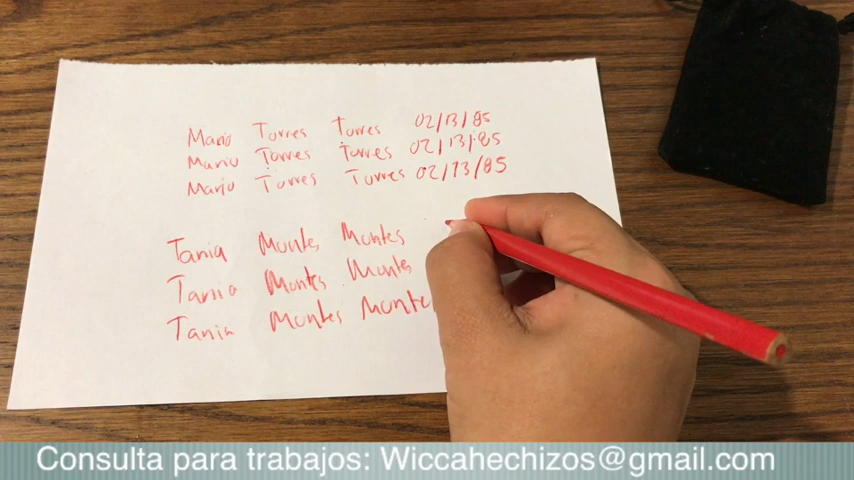 Mario Torres Torres 02/13/85
Mario Torres Torres 02/13/85
Mario Torres Torres 02/13/85
Tania Montes Montes
Tania Montes Montes
Tania Montes Monte
Consulta para trabajos: Wiccahechizos@gmail.com